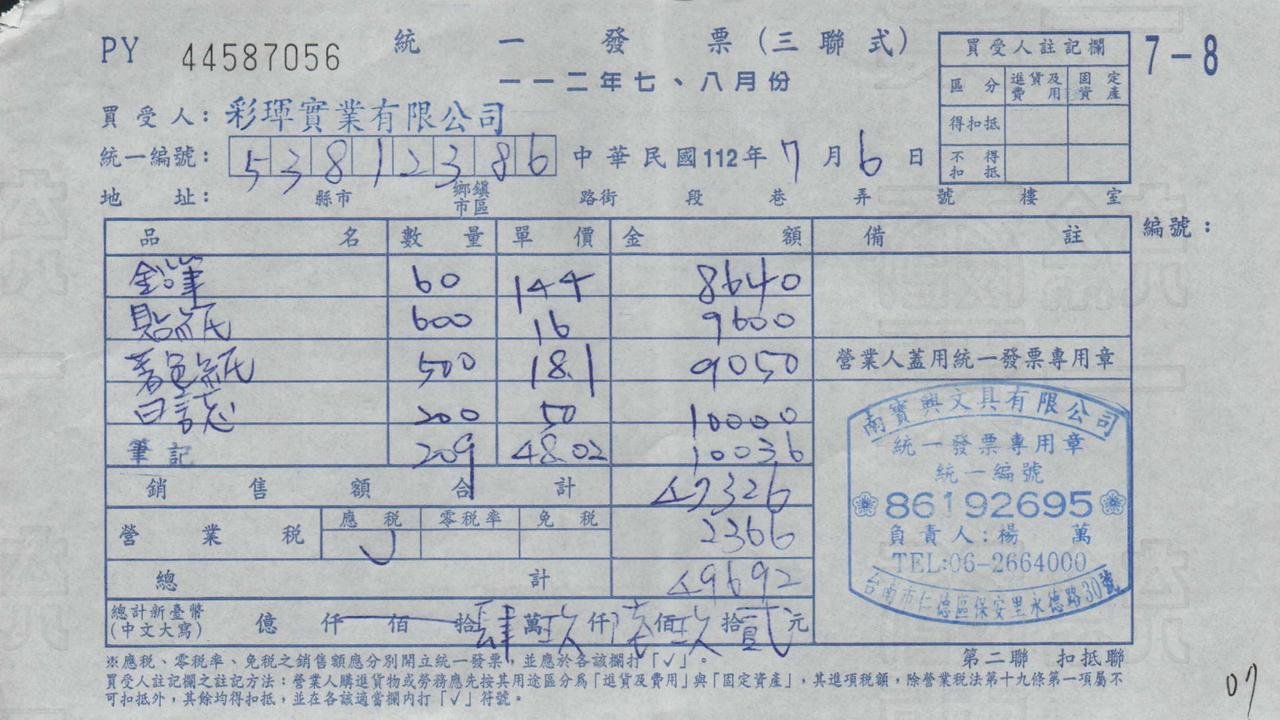 PY 44587056 統一發票(三聯式)
一一二年七、八月份
7-8
買受人註記欄
區分 進貨及費用 固定資產
得扣抵
不得扣抵
買受人: 彩琿實業有限公司
統一編號: 53812386 中華民國112年7月6日
地址: 縣市 鄉鎮市區 路街 段 巷 弄 號 樓 室
編號:
品名 數量 單價 金額 備註
鉛筆 60 144 8640
貼紙 600 16 9600
著色紙 500 18.1 9050
日誌 200 50 10000
筆記 209 48.02 10036
銷售額合計 47326
營業稅 應稅 零稅率 免稅 2366
✓
總計 49692
總計新臺幣(中文大寫) 億 仟 佰 拾肆萬玖仟陸佰玖拾貳元
營業人蓋用統一發票專用章
南寶興文具有限公司
統一發票專用章
統一編號
86192695
負責人:楊 萬
TEL:06-2664000
台南市仁德區保安里永德路30號
※應稅、零稅率、免稅之銷售額應分別開立統一發票,並應於各該欄打「✓」。
第二聯 扣抵聯
買受人註記欄之註記方法:營業人購進貨物或勞務應先按其用途區分為「進貨及費用」與「固定資產」,其進項稅額,除營業稅法第十九條第一項屬不
可扣抵外,其餘均得扣抵,並在各該適當欄內打「✓」符號。
07